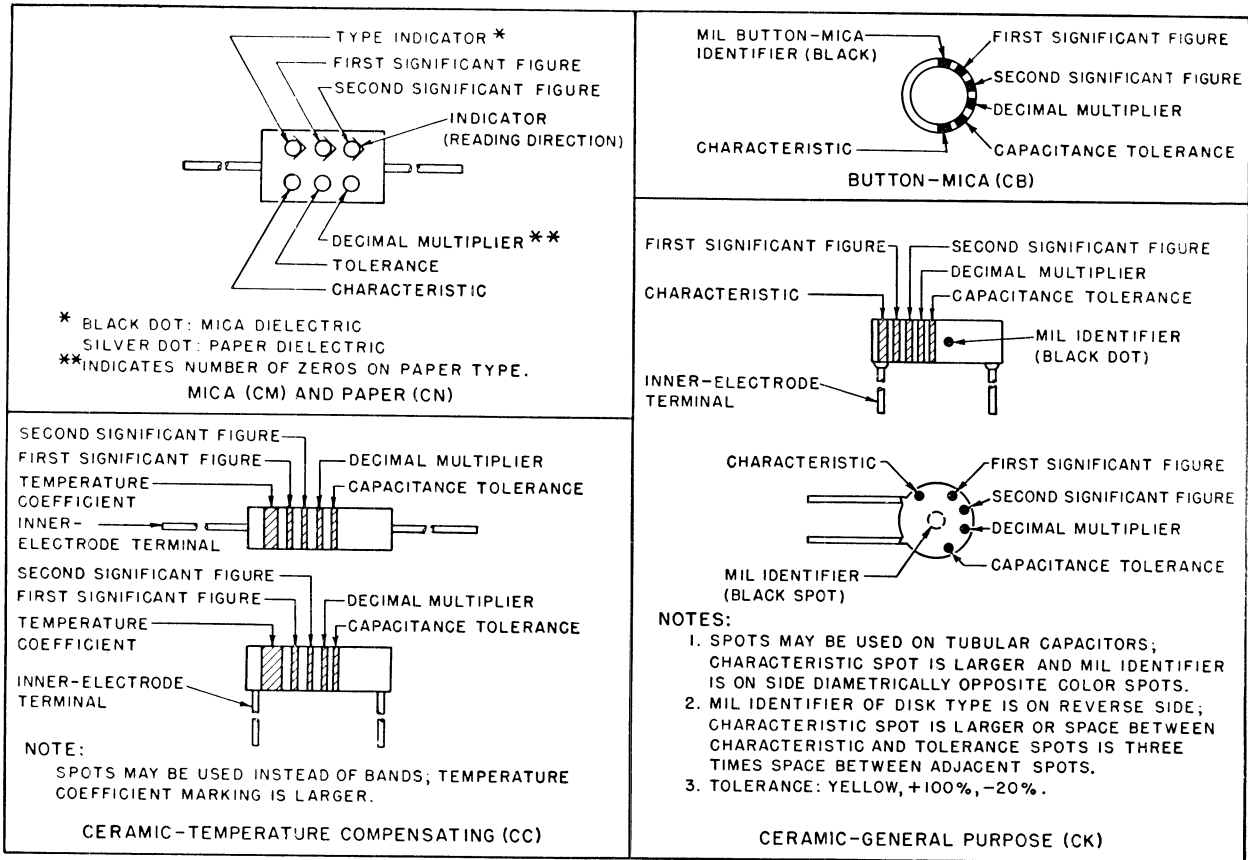 TYPE INDICATOR *
FIRST SIGNIFICANT FIGURE
SECOND SIGNIFICANT FIGURE
INDICATOR
(READING DIRECTION)
DECIMAL MULTIPLIER **
TOLERANCE
CHARACTERISTIC
* BLACK DOT: MICA DIELECTRIC
SILVER DOT: PAPER DIELECTRIC
** INDICATES NUMBER OF ZEROS ON PAPER TYPE.
MICA (CM) AND PAPER (CN)
MIL BUTTON-MICA
IDENTIFIER (BLACK)
FIRST SIGNIFICANT FIGURE
SECOND SIGNIFICANT FIGURE
DECIMAL MULTIPLIER
CHARACTERISTIC
CAPACITANCE TOLERANCE
BUTTON-MICA (CB)
SECOND SIGNIFICANT FIGURE
FIRST SIGNIFICANT FIGURE
DECIMAL MULTIPLIER
TEMPERATURE
COEFFICIENT
CAPACITANCE TOLERANCE
INNER-
ELECTRODE TERMINAL
SECOND SIGNIFICANT FIGURE
FIRST SIGNIFICANT FIGURE
DECIMAL MULTIPLIER
TEMPERATURE
COEFFICIENT
CAPACITANCE TOLERANCE
INNER-ELECTRODE
TERMINAL
NOTE:
SPOTS MAY BE USED INSTEAD OF BANDS; TEMPERATURE
COEFFICIENT MARKING IS LARGER.
CERAMIC-TEMPERATURE COMPENSATING (CC)
FIRST SIGNIFICANT FIGURE
SECOND SIGNIFICANT FIGURE
DECIMAL MULTIPLIER
CHARACTERISTIC
CAPACITANCE TOLERANCE
MIL IDENTIFIER
(BLACK DOT)
INNER-ELECTRODE
TERMINAL
CHARACTERISTIC
FIRST SIGNIFICANT FIGURE
SECOND SIGNIFICANT FIGURE
DECIMAL MULTIPLIER
CAPACITANCE TOLERANCE
MIL IDENTIFIER
(BLACK SPOT)
NOTES:
1. SPOTS MAY BE USED ON TUBULAR CAPACITORS;
CHARACTERISTIC SPOT IS LARGER AND MIL IDENTIFIER
IS ON SIDE DIAMETRICALLY OPPOSITE COLOR SPOTS.
2. MIL IDENTIFIER OF DISK TYPE IS ON REVERSE SIDE;
CHARACTERISTIC SPOT IS LARGER OR SPACE BETWEEN
CHARACTERISTIC AND TOLERANCE SPOTS IS THREE
TIMES SPACE BETWEEN ADJACENT SPOTS.
3. TOLERANCE: YELLOW, +100%, -20%.
CERAMIC-GENERAL PURPOSE (CK)